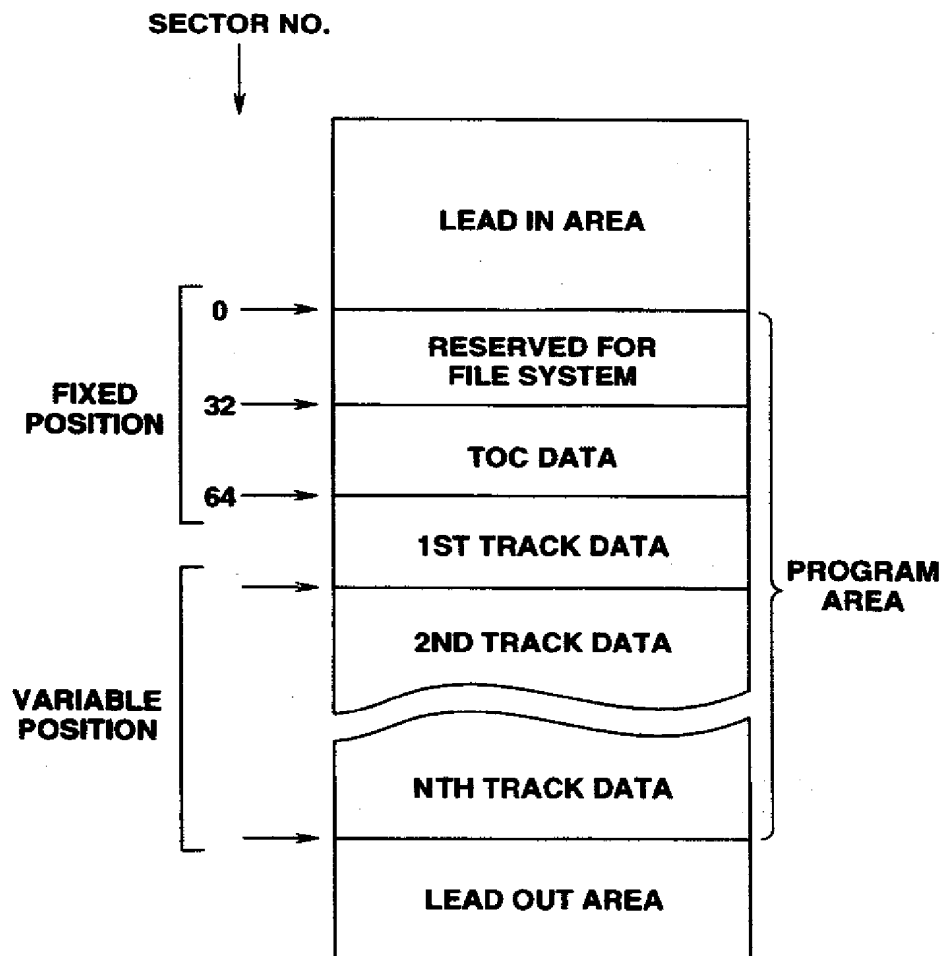 SECTOR NO.
LEAD IN AREA
0
RESERVED FOR
FILE SYSTEM
FIXED
POSITION
32
TOC DATA
64
1ST TRACK DATA
PROGRAM
AREA
2ND TRACK DATA
VARIABLE
POSITION
NTH TRACK DATA
LEAD OUT AREA